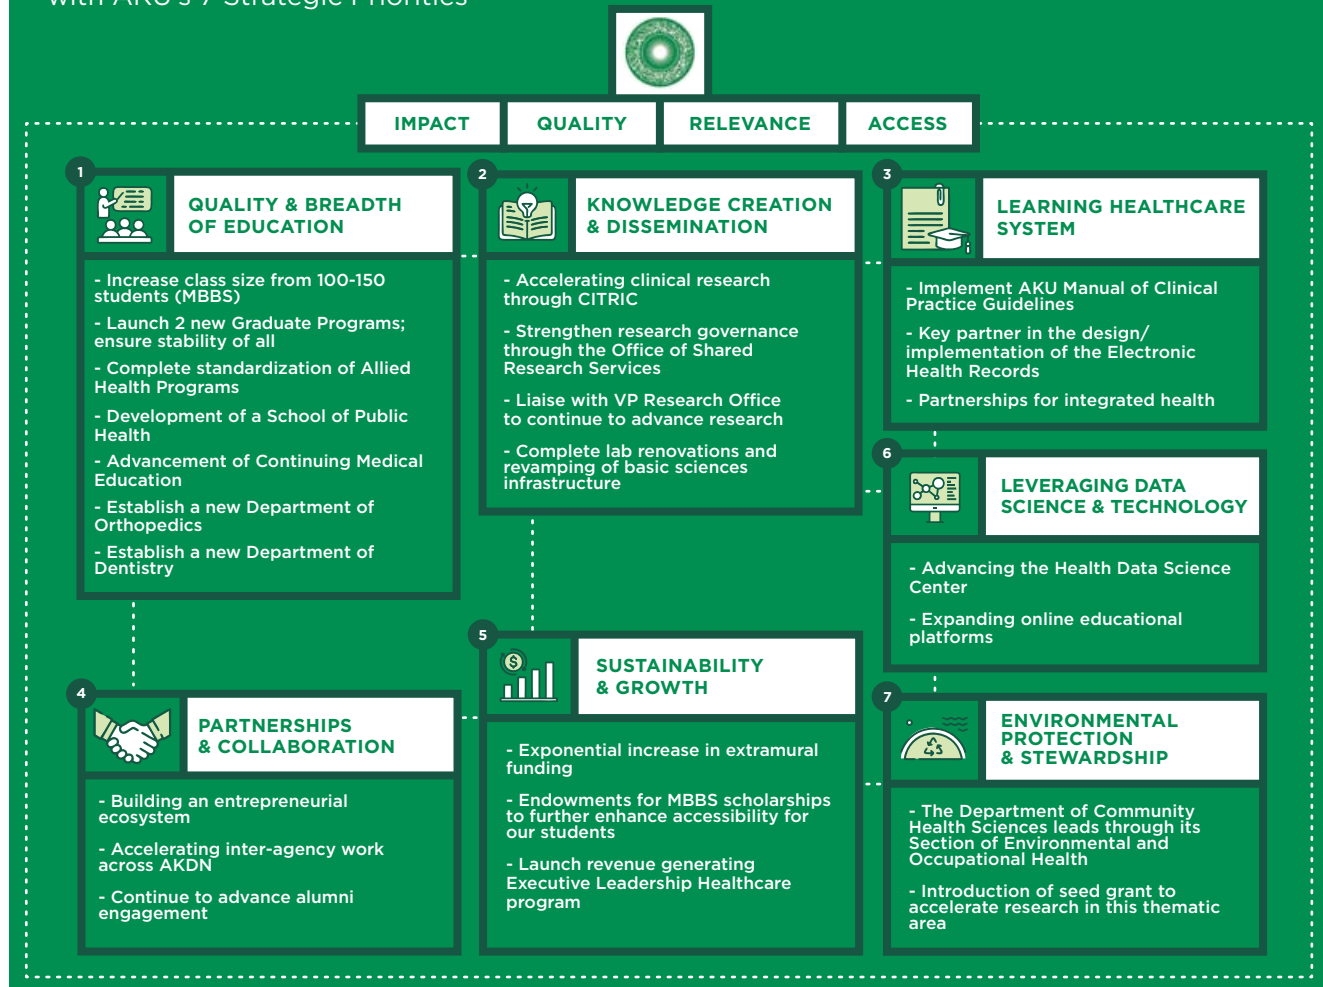 with AKU's 7 Strategic Priorities
IMPACT
QUALITY
RELEVANCE
ACCESS
1
QUALITY & BREADTH
OF EDUCATION
- Increase class size from 100-150
students (MBBS)
- Launch 2 new Graduate Programs;
ensure stability of all
- Complete standardization of Allied
Health Programs
- Development of a School of Public
Health
- Advancement of Continuing Medical
Education
- Establish a new Department of
Orthopedics
- Establish a new Department of
Dentistry
2
KNOWLEDGE CREATION
& DISSEMINATION
- Accelerating clinical research
through CITRIC
- Strengthen research governance
through the Office of Shared
Research Services
- Liaise with VP Research Office
to continue to advance research
- Complete lab renovations and
revamping of basic sciences
infrastructure
3
LEARNING HEALTHCARE
SYSTEM
- Implement AKU Manual of Clinical
Practice Guidelines
- Key partner in the design/
implementation of the Electronic
Health Records
- Partnerships for integrated health
4
PARTNERSHIPS
& COLLABORATION
- Building an entrepreneurial
ecosystem
- Accelerating inter-agency work
across AKDN
- Continue to advance alumni
engagement
5
$
SUSTAINABILITY
& GROWTH
- Exponential increase in extramural
funding
- Endowments for MBBS scholarships
to further enhance accessibility for
our students
- Launch revenue generating
Executive Leadership Healthcare
program
6
LEVERAGING DATA
SCIENCE & TECHNOLOGY
- Advancing the Health Data Science
Center
- Expanding online educational
platforms
7
ENVIRONMENTAL
PROTECTION
& STEWARDSHIP
- The Department of Community
Health Sciences leads through its
Section of Environmental and
Occupational Health
- Introduction of seed grant to
accelerate research in this thematic
area